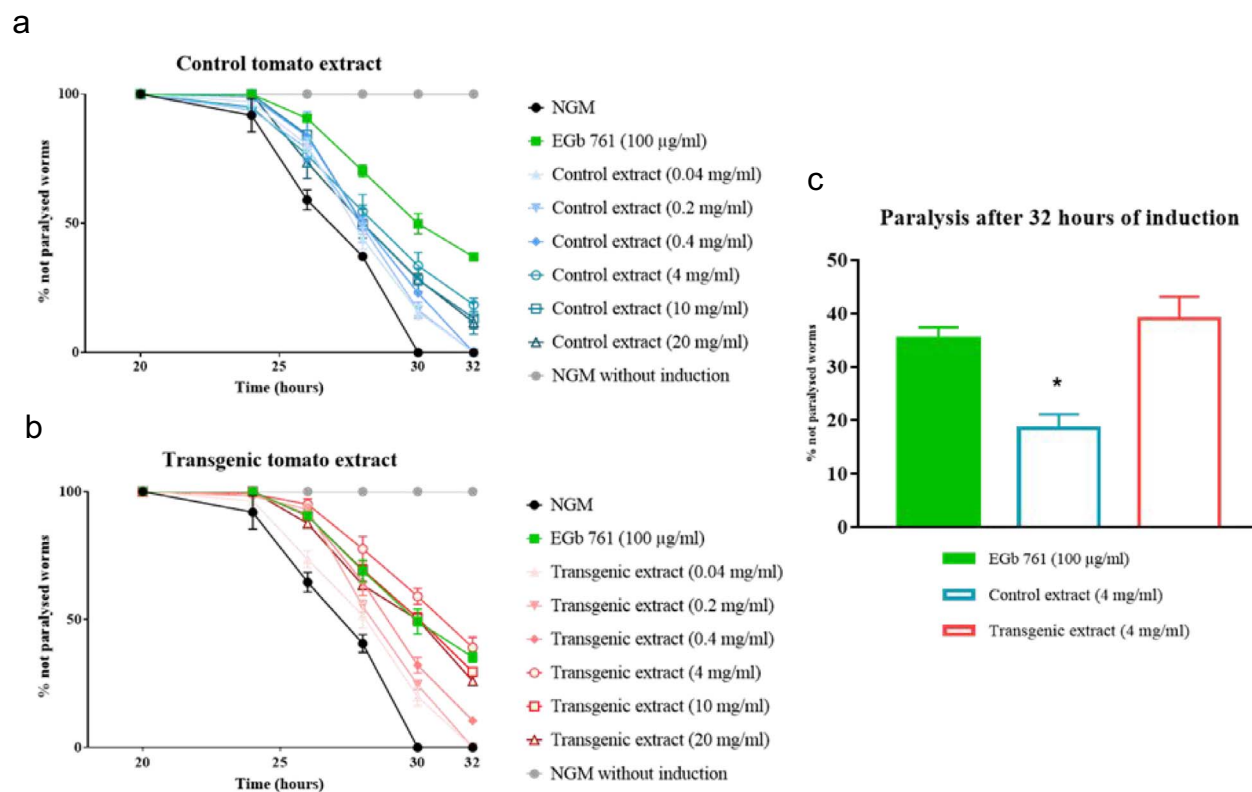 a
Control tomato extract
100
50
0
% not paralysed worms
20
25
30
32
Time (hours)
NGM
EGb 761 (100 µg/ml)
Control extract (0.04 mg/ml)
Control extract (0.2 mg/ml)
Control extract (0.4 mg/ml)
Control extract (4 mg/ml)
Control extract (10 mg/ml)
Control extract (20 mg/ml)
NGM without induction
b
Transgenic tomato extract
100
50
0
% not paralysed worms
20
25
30
32
Time (hours)
NGM
EGb 761 (100 µg/ml)
Transgenic extract (0.04 mg/ml)
Transgenic extract (0.2 mg/ml)
Transgenic extract (0.4 mg/ml)
Transgenic extract (4 mg/ml)
Transgenic extract (10 mg/ml)
Transgenic extract (20 mg/ml)
NGM without induction
c
Paralysis after 32 hours of induction
50
40
30
20
10
0
% not paralysed worms
*
EGb 761 (100 µg/ml)
Control extract (4 mg/ml)
Transgenic extract (4 mg/ml)